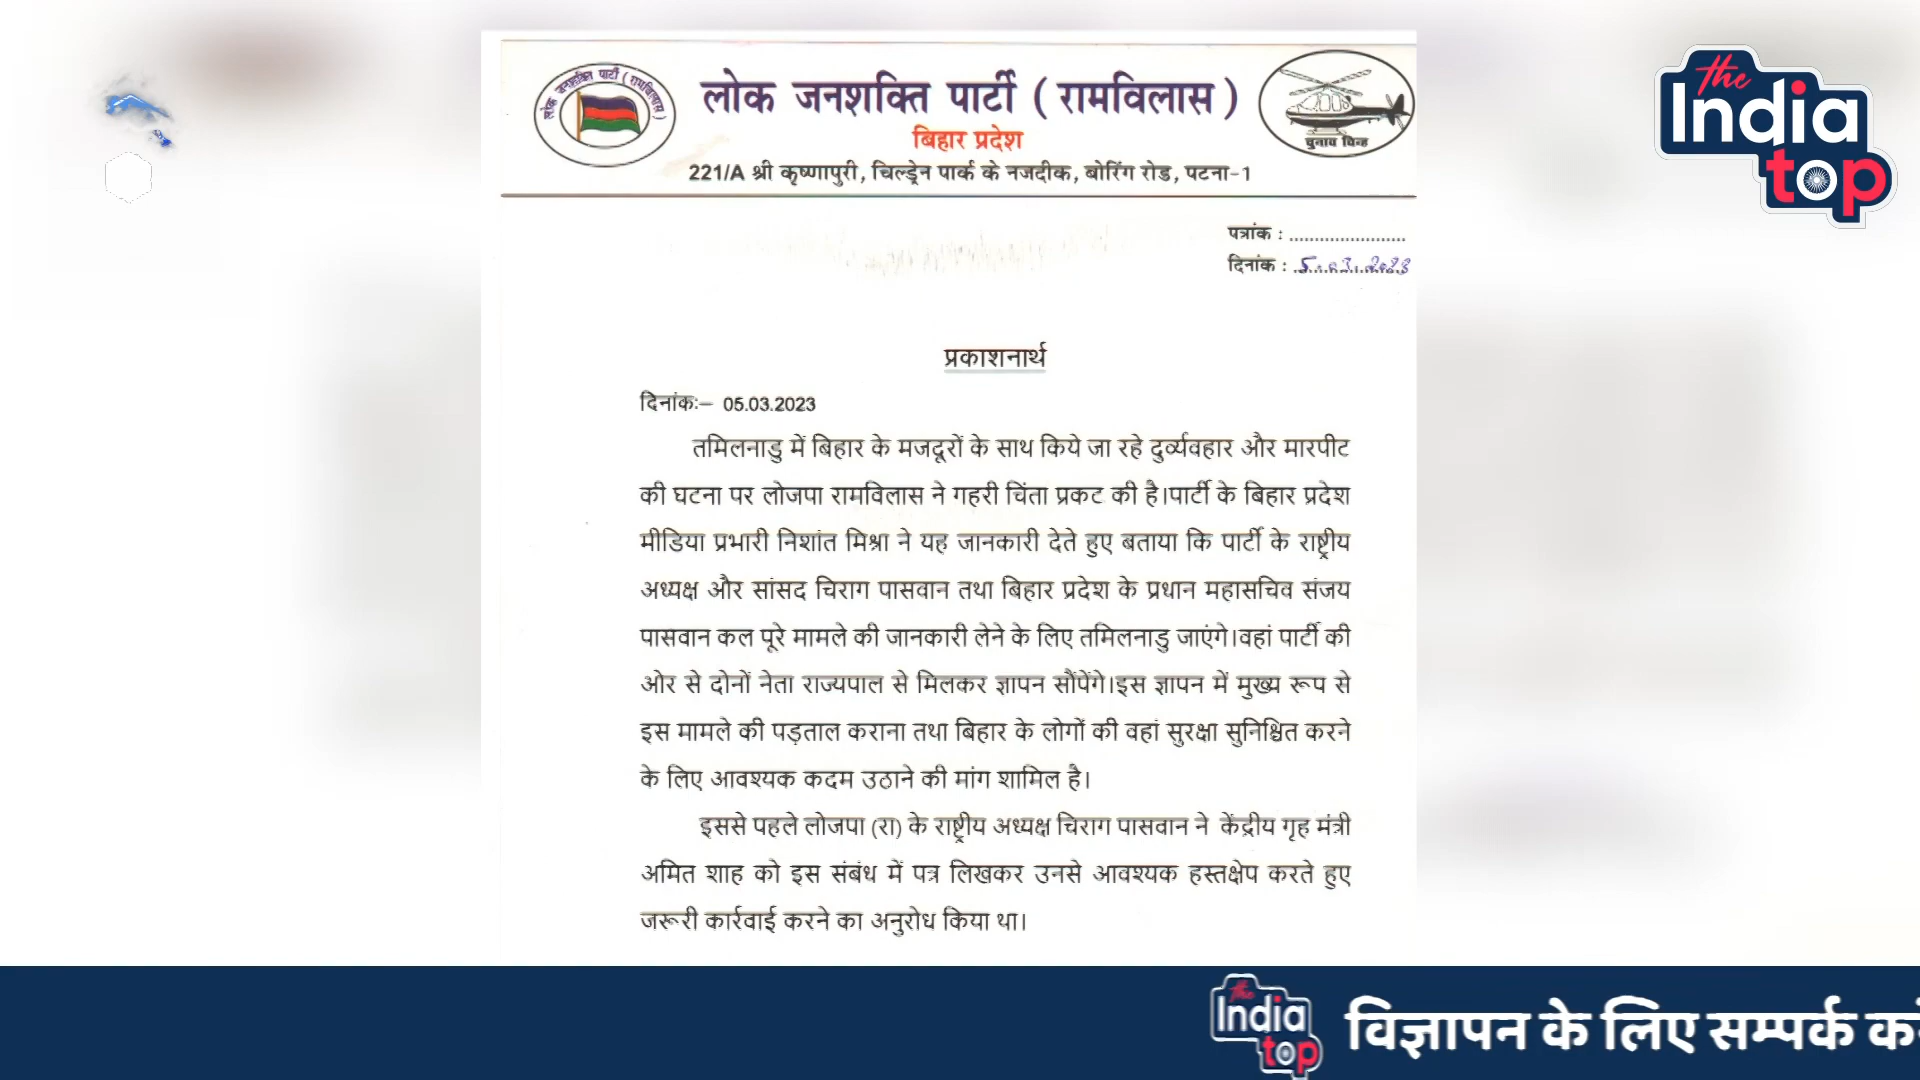 लोक जनशक्ति पार्टी (रामविलास)
लोक जनशक्ति पार्टी ( रामविलास )
बिहार प्रदेश
221/A श्री कृष्णापुरी, चिल्ड्रेन पार्क के नजदीक, बोरिंग रोड, पटना-1
चुनाव चिन्ह
the
India
top
पत्रांक : .......................
दिनांक : 5.03.2023
प्रकाशनार्थ
दिनांकः– 05.03.2023
तमिलनाडु में बिहार के मजदूरों के साथ किये जा रहे दुर्व्यवहार और मारपीट
की घटना पर लोजपा रामविलास ने गहरी चिंता प्रकट की है।पार्टी के बिहार प्रदेश
मीडिया प्रभारी निशांत मिश्रा ने यह जानकारी देते हुए बताया कि पार्टी के राष्ट्रीय
अध्यक्ष और सांसद चिराग पासवान तथा बिहार प्रदेश के प्रधान महासचिव संजय
पासवान कल पूरे मामले की जानकारी लेने के लिए तमिलनाडु जाएंगे।वहां पार्टी की
ओर से दोनों नेता राज्यपाल से मिलकर ज्ञापन सौंपेंगे।इस ज्ञापन में मुख्य रूप से
इस मामले की पड़ताल कराना तथा बिहार के लोगों की वहां सुरक्षा सुनिश्चित करने
के लिए आवश्यक कदम उठाने की मांग शामिल है।
इससे पहले लोजपा (रा) के राष्ट्रीय अध्यक्ष चिराग पासवान ने केंद्रीय गृह मंत्री
अमित शाह को इस संबंध में पत्र लिखकर उनसे आवश्यक हस्तक्षेप करते हुए
जरूरी कार्रवाई करने का अनुरोध किया था।
the
India
top
विज्ञापन के लिए सम्पर्क